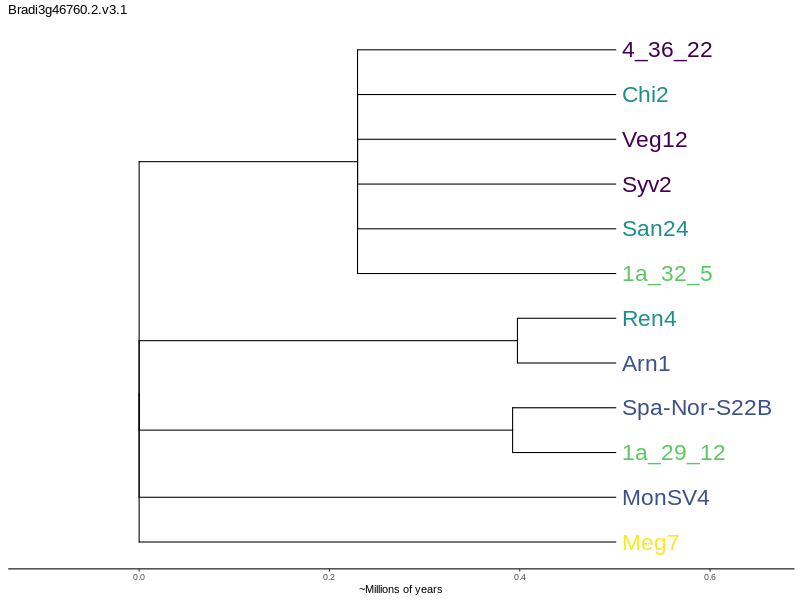 Bradi3g46760.2.v3.1
4_36_22
Chi2
Veg12
Syv2
San24
1a_32_5
Ren4
Arn1
Spa-Nor-S22B
1a_29_12
MonSV4
Meg7
0.0 0.2 0.4 0.6
~Millions of years